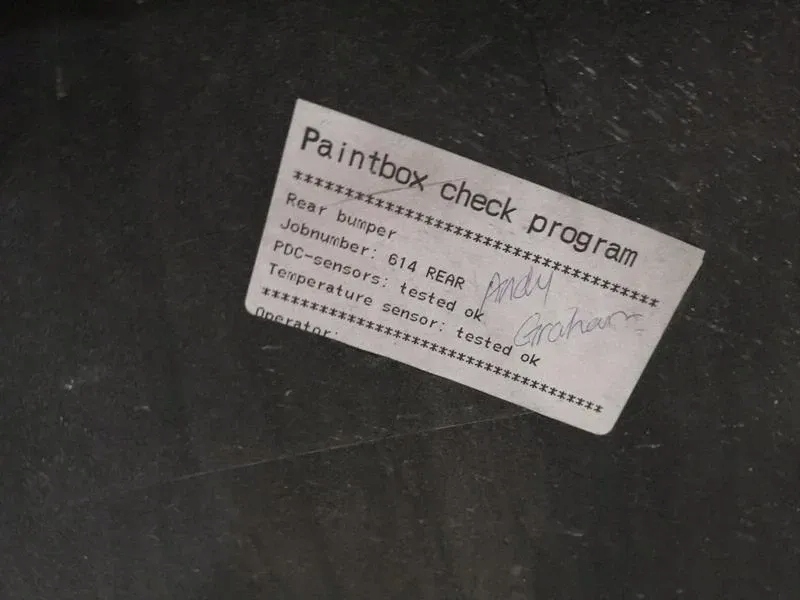 Paintbox check program
****************************************
Rear bumper
Jobnumber: 614 REAR
PDC-sensors: tested ok
Temperature sensor: tested ok
****************************************
Operator:
Andy
Graham